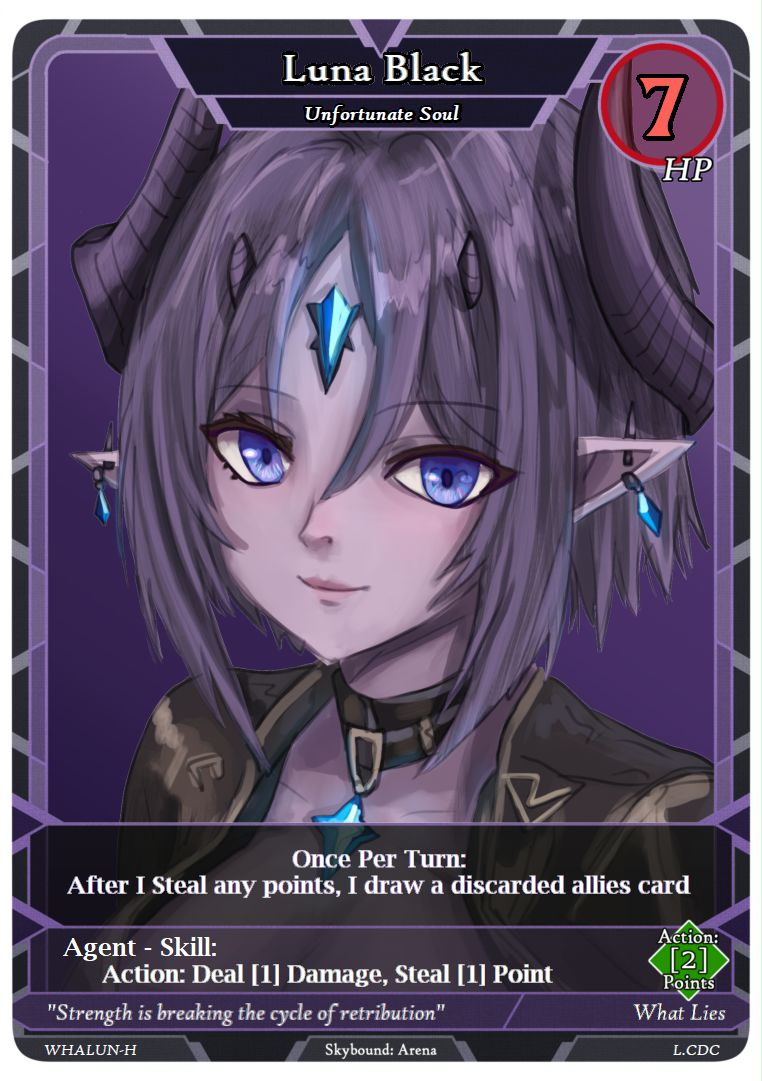 Luna Black
Unfortunate Soul
7
HP
Once Per Turn:
After I Steal any points, I draw a discarded allies card
Agent - Skill:
Action: Deal [1] Damage, Steal [1] Point
Action:
[2]
Points
"Strength is breaking the cycle of retribution"
What Lies
WHALUN-H
Skybound: Arena
L.CDC